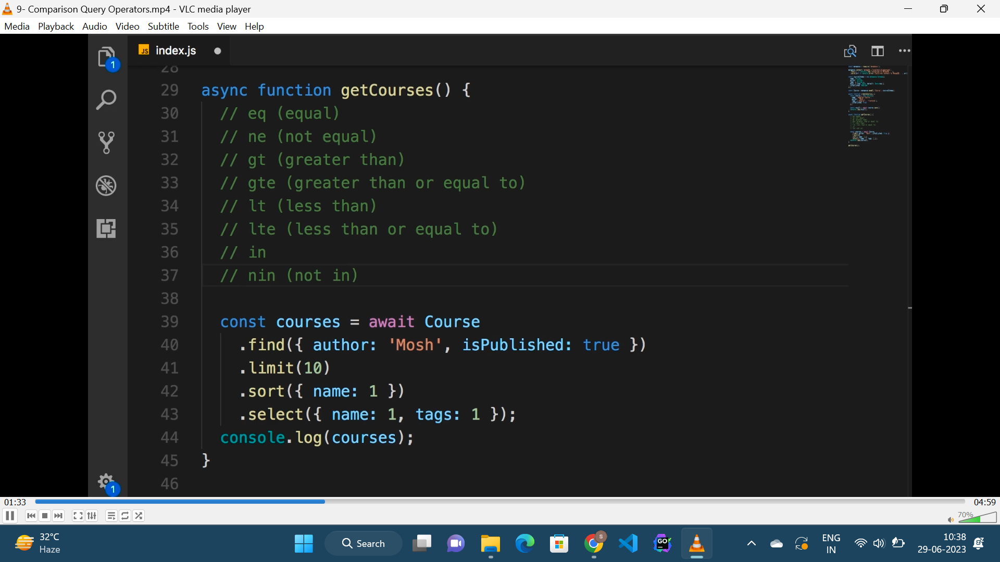 9- Comparison Query Operators.mp4 - VLC media player
Media Playback Audio Video Subtitle Tools View Help
JS index.js
1
28
29 async function getCourses() {
30 // eq (equal)
31 // ne (not equal)
32 // gt (greater than)
33 // gte (greater than or equal to)
34 // lt (less than)
35 // lte (less than or equal to)
36 // in
37 // nin (not in)
38
39 const courses = await Course
40 .find({ author: 'Mosh', isPublished: true })
41 .limit(10)
42 .sort({ name: 1 })
43 .select({ name: 1, tags: 1 });
44 console.log(courses);
45 }
46
1
01:33 04:59
70%
32°C
Haze
Search
S
GO
ENG
IN
10:38
29-06-2023